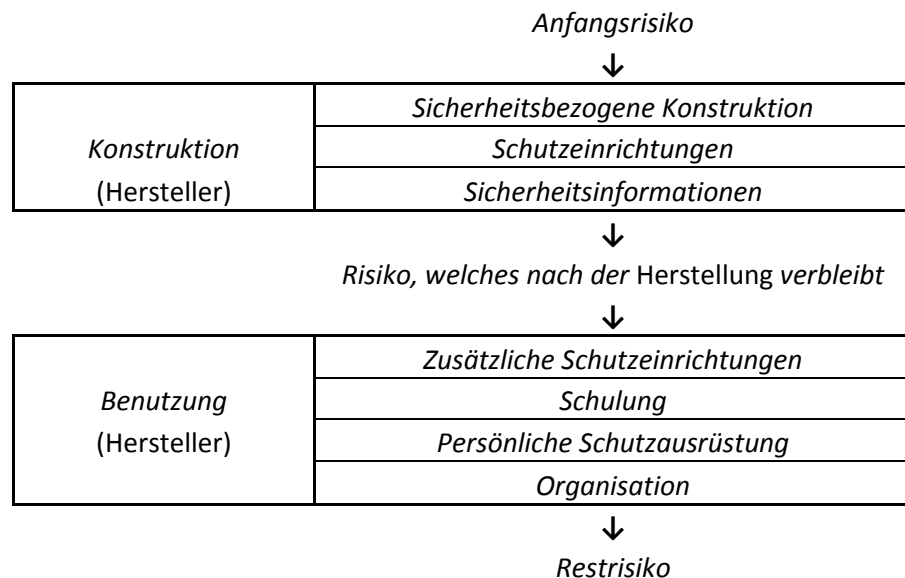 Anfangsrisiko
↓
Sicherheitsbezogene Konstruktion
Konstruktion
(Hersteller)
Schutzeinrichtungen
Sicherheitsinformationen
↓
Risiko, welches nach der Herstellung verbleibt
↓
Zusätzliche Schutzeinrichtungen
Benutzung
(Hersteller)
Schulung
Persönliche Schutzausrüstung
Organisation
↓
Restrisiko